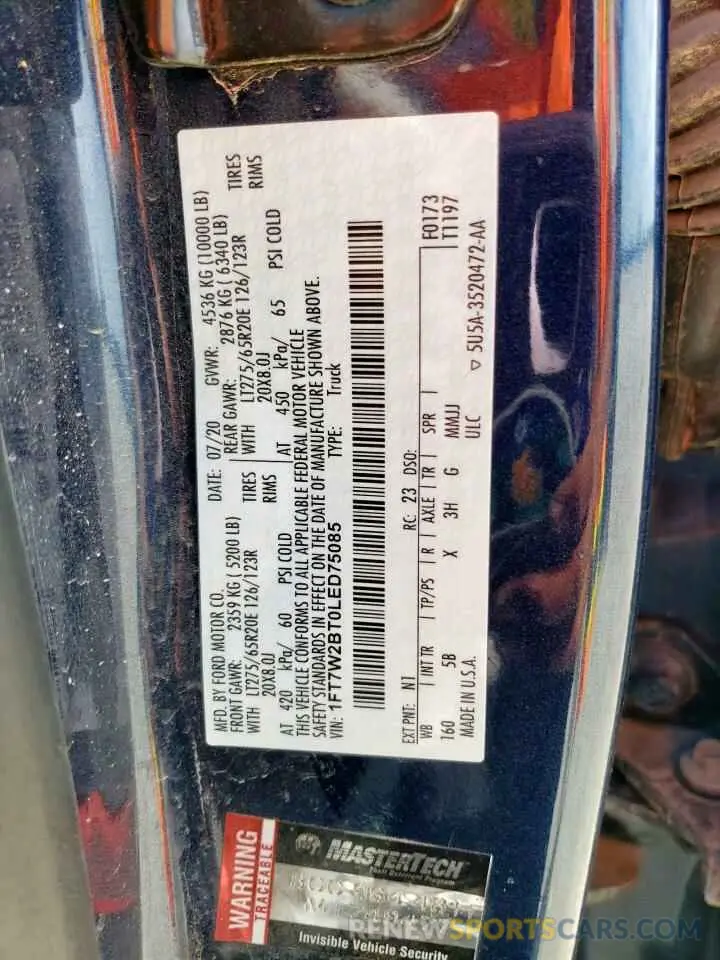 MFD. BY FORD MOTOR CO.
DATE: 07/20 GVWR: 4536 KG (10000 LB)
FRONT GAWR: 2359 KG ( 5200 LB) REAR GAWR: 2876 KG ( 6340 LB)
WITH LT275/65R20E 126/123R TIRES WITH LT275/65R20E 126/123R TIRES
20X8.0J RIMS 20X8.0J RIMS
AT 420 kPa/ 60 PSI COLD AT 450 kPa/ 65 PSI COLD
THIS VEHICLE CONFORMS TO ALL APPLICABLE FEDERAL MOTOR VEHICLE
SAFETY STANDARDS IN EFFECT ON THE DATE OF MANUFACTURE SHOWN ABOVE.
VIN: 1FT7W2BT0LED75085 TYPE: Truck
EXT PNT: N1 RC: 23 DSO: F0173
WB INT TR TP/PS R AXLE TR SPR T1197
160 5B X 3H G MMJJ
MADE IN U.S.A. ULC
5U5A-3520472-AA
WARNING
TRACEABLE
MASTERTECH
Theft Deterrent Program
Invisible Vehicle Security
RENEWSPORTSCARS.COM